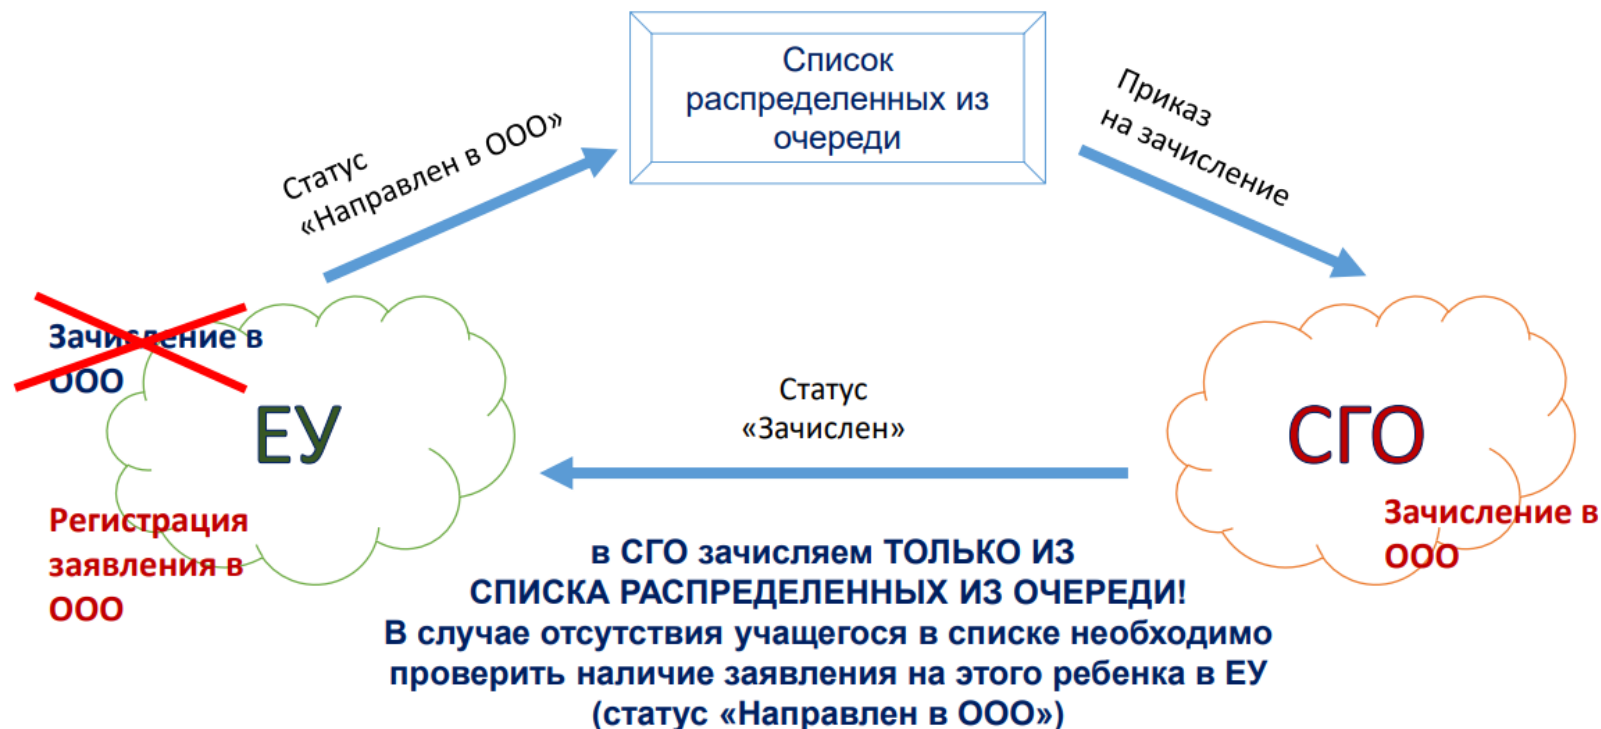 Список
распределенных из
очереди
Статус
«Направлен в ООО»
Приказ
на зачисление
Зачисление в
ООО
ЕУ
Регистрация
заявления в
ООО
Статус
«Зачислен»
СГО
Зачисление в
ООО
в СГО зачисляем ТОЛЬКО ИЗ
СПИСКА РАСПРЕДЕЛЕННЫХ ИЗ ОЧЕРЕДИ!
В случае отсутствия учащегося в списке необходимо
проверить наличие заявления на этого ребенка в ЕУ
(статус «Направлен в ООО»)